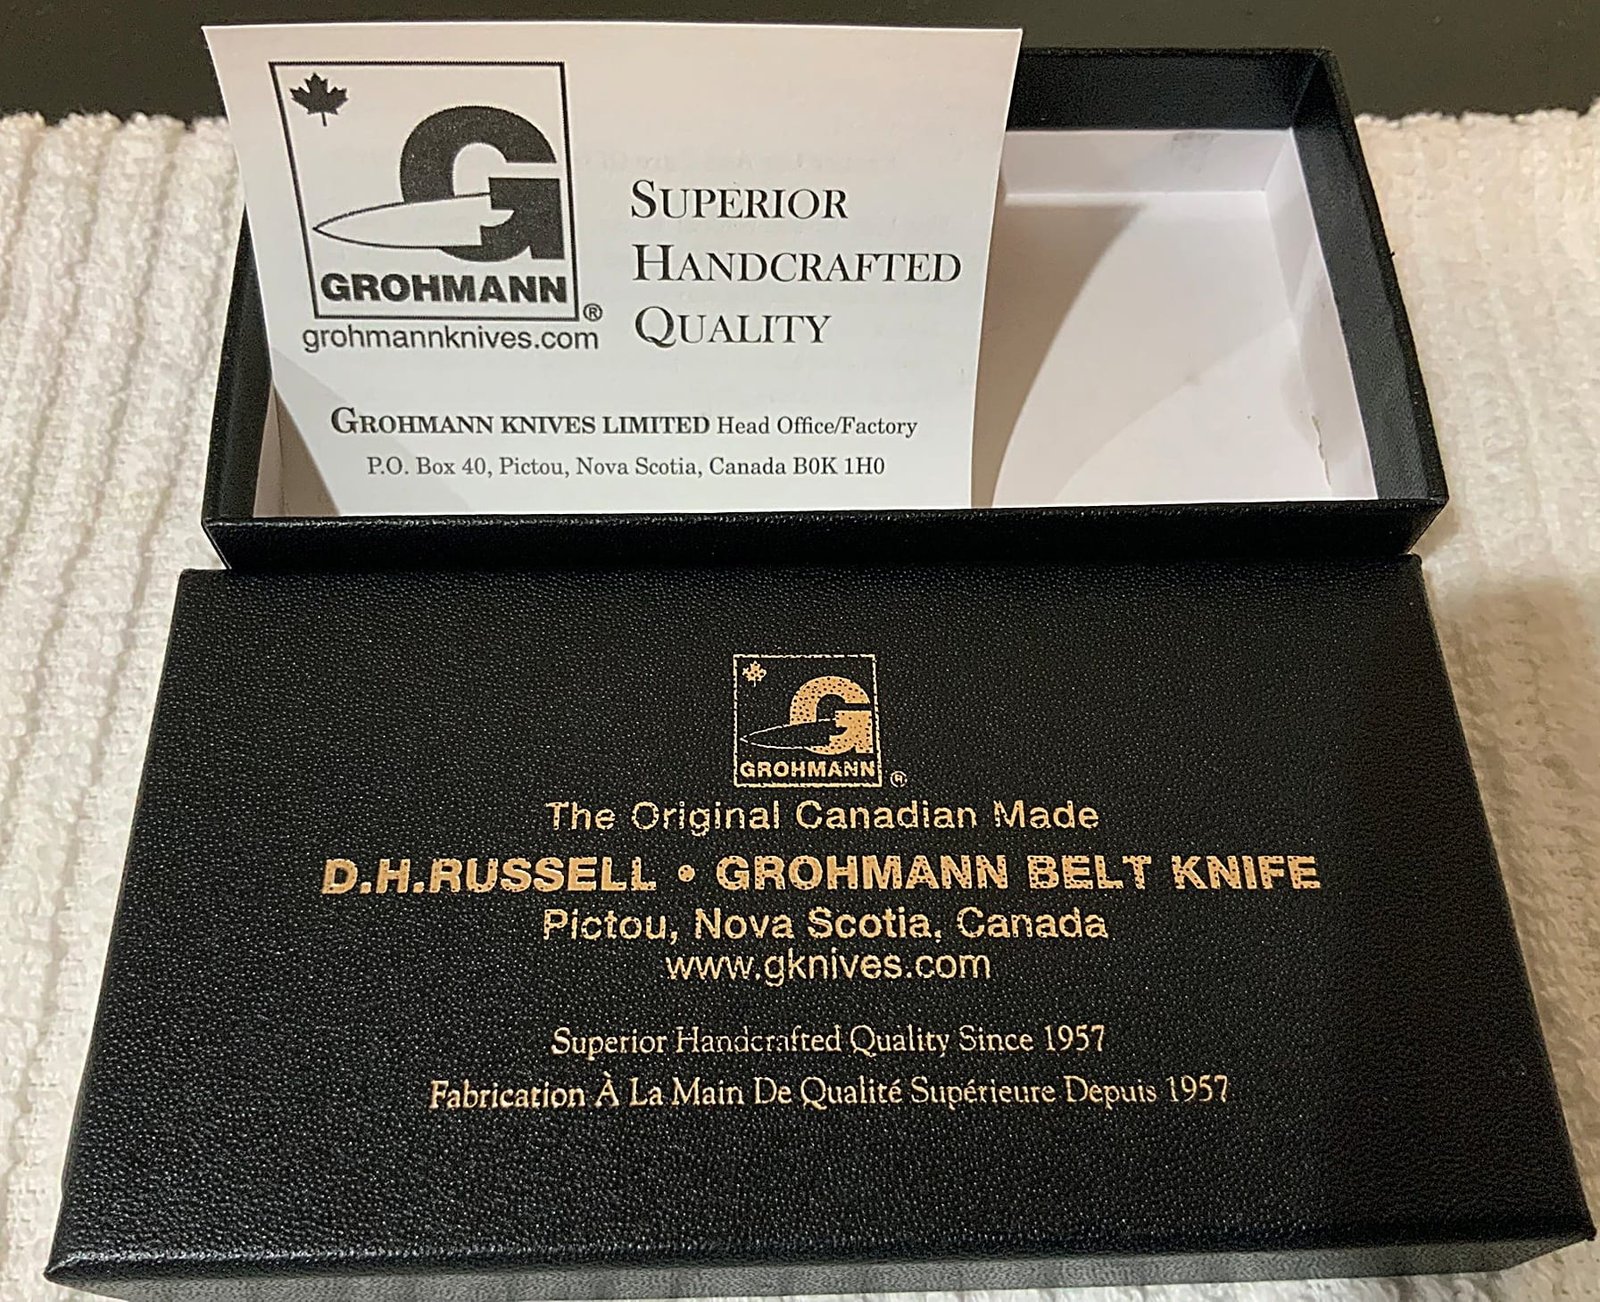 GROHMANN®
grohmannknives.com
SUPERIOR
HANDCRAFTED
QUALITY
GROHMANN KNIVES LIMITED Head Office/Factory
P.O. Box 40, Pictou, Nova Scotia, Canada B0K 1H0
G
GROHMANN®
The Original Canadian Made
D.H.RUSSELL • GROHMANN BELT KNIFE
Pictou, Nova Scotia, Canada
www.gknives.com
Superior Handcrafted Quality Since 1957
Fabrication À La Main De Qualité Supérieure Depuis 1957